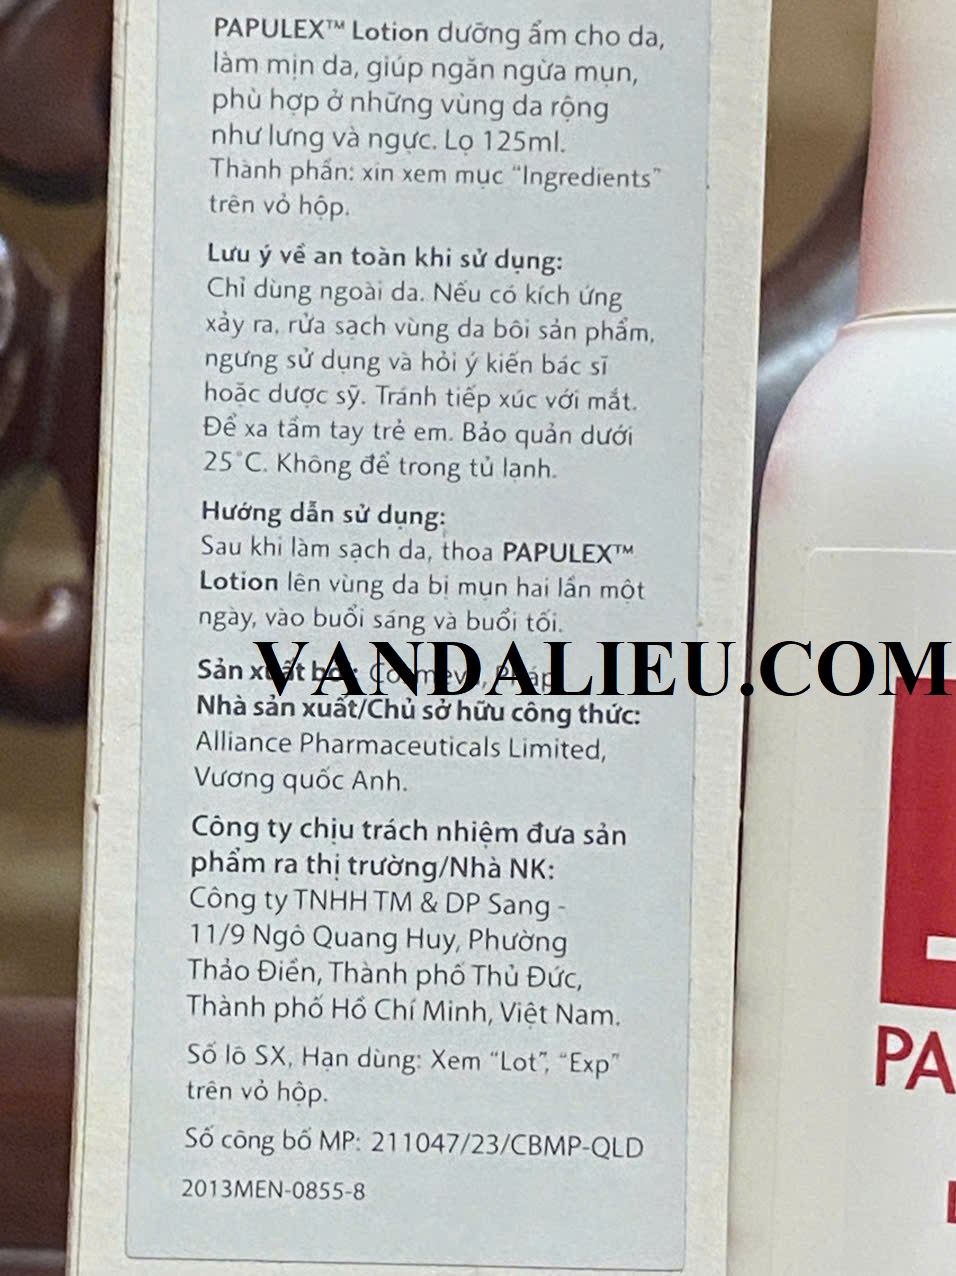 PAPULEX™ Lotion dưỡng ẩm cho da,
làm mịn da, giúp ngăn ngừa mụn,
phù hợp ở những vùng da rộng
như lưng và ngực. Lọ 125ml.
Thành phần: xin xem mục “Ingredients”
trên vỏ hộp.
Lưu ý về an toàn khi sử dụng:
Chỉ dùng ngoài da. Nếu có kích ứng
xảy ra, rửa sạch vùng da bôi sản phẩm,
ngưng sử dụng và hỏi ý kiến bác sĩ
hoặc dược sỹ. Tránh tiếp xúc với mắt.
Để xa tầm tay trẻ em. Bảo quản dưới
25°C. Không để trong tủ lạnh.
Hướng dẫn sử dụng:
Sau khi làm sạch da, thoa PAPULEX™
Lotion lên vùng da bị mụn hai lần một
ngày, vào buổi sáng và buổi tối.
VANDALIEU.COM
Sản xuất bởi:
Nhà sản xuất/Chủ sở hữu công thức:
Alliance Pharmaceuticals Limited,
Vương quốc Anh.
Công ty chịu trách nhiệm đưa sản
phẩm ra thị trường/Nhà NK:
Công ty TNHH TM & DP Sang -
11/9 Ngô Quang Huy, Phường
Thảo Điền, Thành phố Thủ Đức,
Thành phố Hồ Chí Minh, Việt Nam.
Số lô SX, Hạn dùng: Xem “Lot”, “Exp”
trên vỏ hộp.
Số công bố MP: 211047/23/CBMP-QLD
2013MEN-0855-8
PA